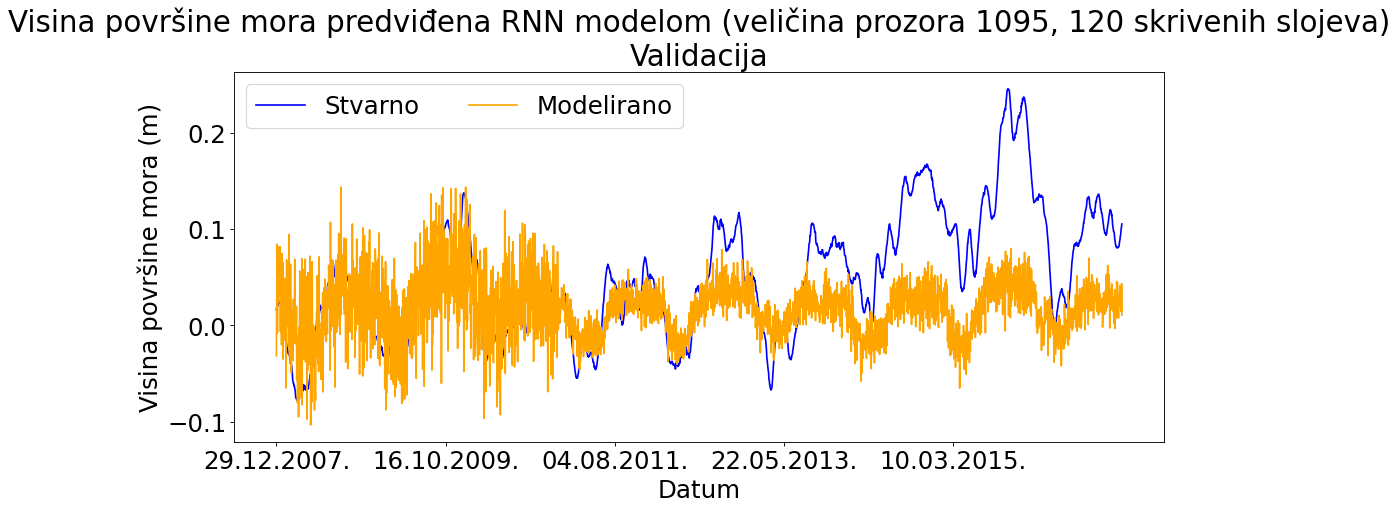 Visina površine mora predviđena RNN modelom (veličina prozora 1095, 120 skrivenih slojeva)
Validacija
Stvarno Modelirano
Visina površine mora (m)
0.2
0.1
0.0
−0.1
29.12.2007. 16.10.2009. 04.08.2011. 22.05.2013. 10.03.2015.
Datum